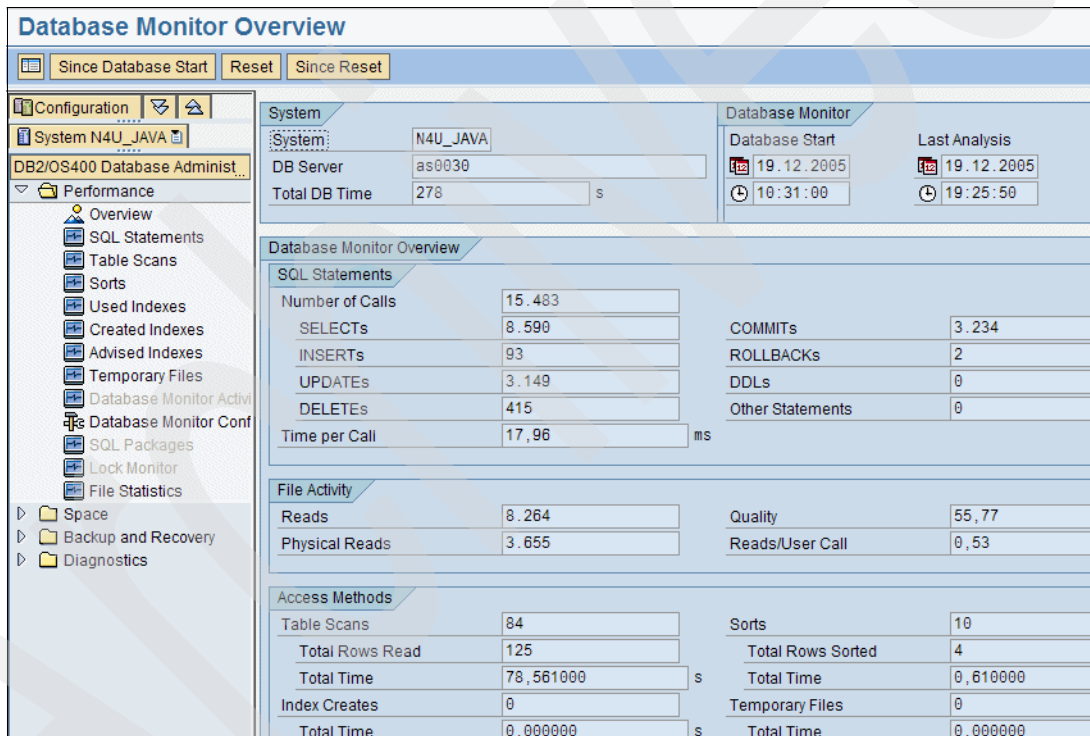 Database Monitor Overview
Since Database Start Reset Since Reset
Configuration
System N4U_JAVA
DB2/OS400 Database Administ..
Performance
Overview
SQL Statements
Table Scans
Sorts
Used Indexes
Created Indexes
Advised Indexes
Temporary Files
Database Monitor Activi
Database Monitor Conf
SQL Packages
Lock Monitor
File Statistics
Space
Backup and Recovery
Diagnostics
System
System N4U_JAVA
DB Server as0030
Total DB Time 278 s
Database Monitor
Database Start Last Analysis
19.12.2005 19.12.2005
10:31:00 19:25:50
Database Monitor Overview
SQL Statements
Number of Calls 15.483
SELECTs 8.590 COMMITs 3.234
INSERTs 93 ROLLBACKs 2
UPDATEs 3.149 DDLs 0
DELETEs 415 Other Statements 0
Time per Call 17,96 ms
File Activity
Reads 8.264 Quality 55,77
Physical Reads 3.655 Reads/User Call 0,53
Access Methods
Table Scans 84 Sorts 10
Total Rows Read 125 Total Rows Sorted 4
Total Time 78,561000 s Total Time 0,610000
Index Creates 0 Temporary Files 0
Total Time 0,000000 s Total Time 0,000000